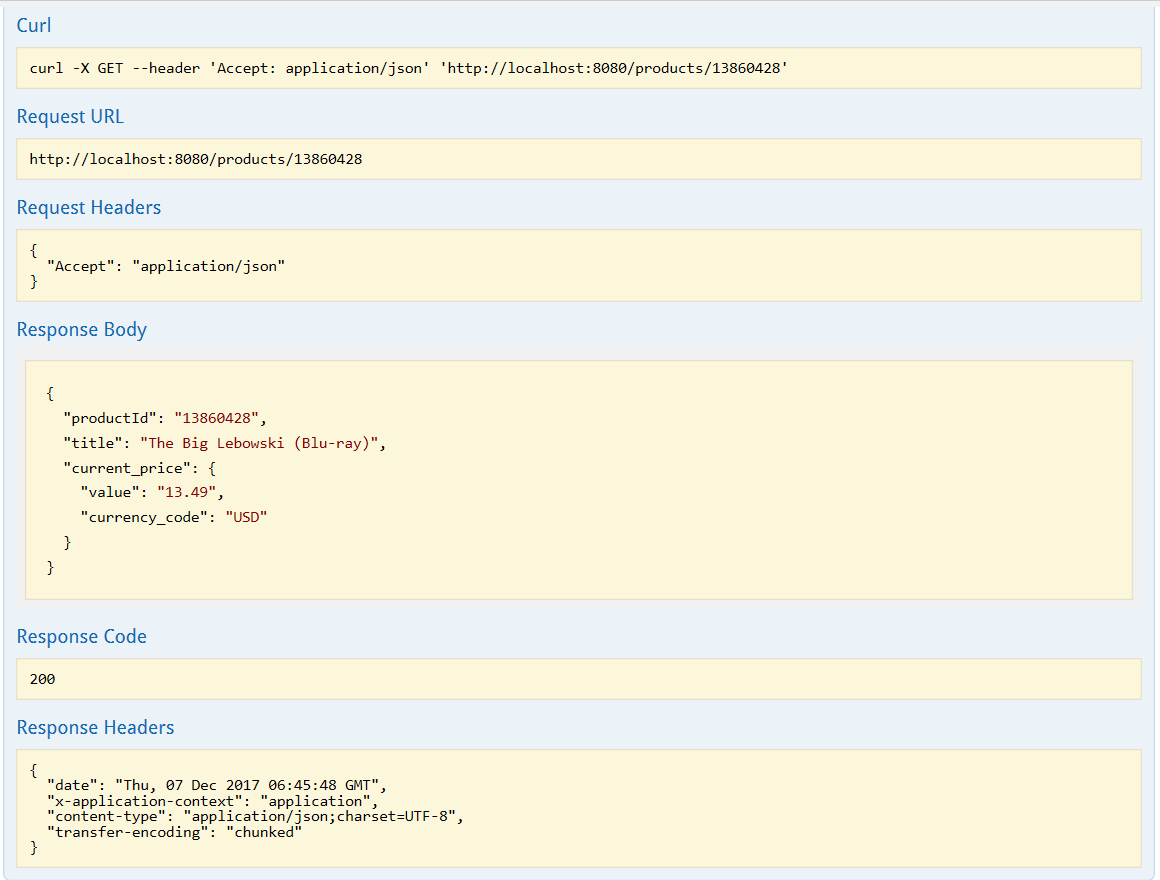 Curl
curl -X GET --header 'Accept: application/json' 'http://localhost:8080/products/13860428'
Request URL
http://localhost:8080/products/13860428
Request Headers
{
  "Accept": "application/json"
}
Response Body
{
  "productId": "13860428",
  "title": "The Big Lebowski (Blu-ray)",
  "current_price": {
    "value": "13.49",
    "currency_code": "USD"
  }
}
Response Code
200
Response Headers
{
  "date": "Thu, 07 Dec 2017 06:45:48 GMT",
  "x-application-context": "application",
  "content-type": "application/json;charset=UTF-8",
  "transfer-encoding": "chunked"
}